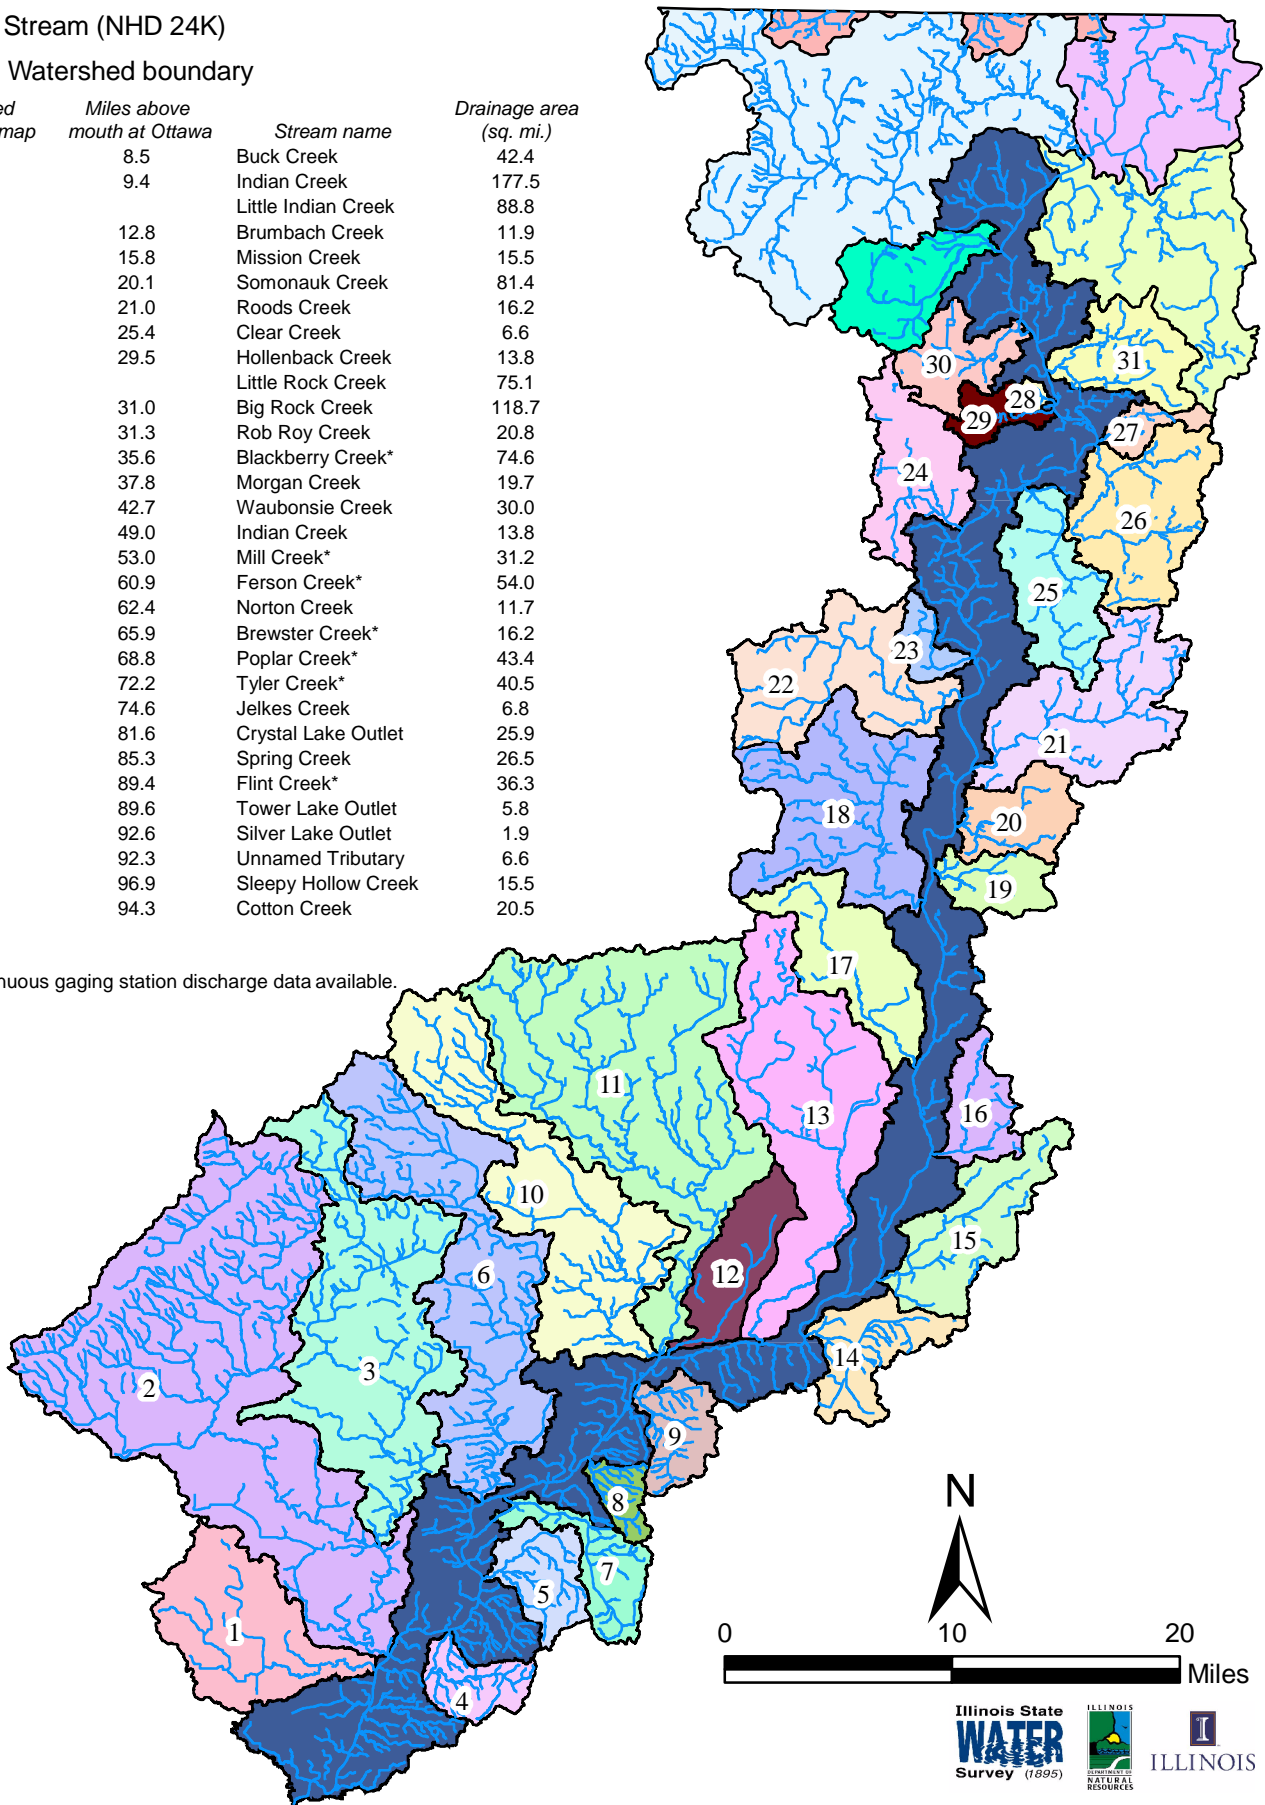 Stream (NHD 24K)
Watershed boundary
ed Miles above Drainage area
map mouth at Ottawa Stream name (sq. mi.)
8.5 Buck Creek 42.4
9.4 Indian Creek 177.5
Little Indian Creek 88.8
12.8 Brumbach Creek 11.9
15.8 Mission Creek 15.5
20.1 Somonauk Creek 81.4
21.0 Roods Creek 16.2
25.4 Clear Creek 6.6
29.5 Hollenback Creek 13.8
Little Rock Creek 75.1
31.0 Big Rock Creek 118.7
31.3 Rob Roy Creek 20.8
35.6 Blackberry Creek* 74.6
37.8 Morgan Creek 19.7
42.7 Waubonsie Creek 30.0
49.0 Indian Creek 13.8
53.0 Mill Creek* 31.2
60.9 Ferson Creek* 54.0
62.4 Norton Creek 11.7
65.9 Brewster Creek* 16.2
68.8 Poplar Creek* 43.4
72.2 Tyler Creek* 40.5
74.6 Jelkes Creek 6.8
81.6 Crystal Lake Outlet 25.9
85.3 Spring Creek 26.5
89.4 Flint Creek* 36.3
89.6 Tower Lake Outlet 5.8
92.6 Silver Lake Outlet 1.9
92.3 Unnamed Tributary 6.6
96.9 Sleepy Hollow Creek 15.5
94.3 Cotton Creek 20.5
nuous gaging station discharge data available.
30
31
28
29
27
24
26
25
23
22
21
18
20
19
17
11
13
16
10
15
12
6
14
3
2
9
8
7
5
1
4
N
0 10 20
Miles
Illinois State
WATER
Survey (1895)
ILLINOIS
DEPARTMENT OF
NATURAL
RESOURCES
I
ILLINOIS